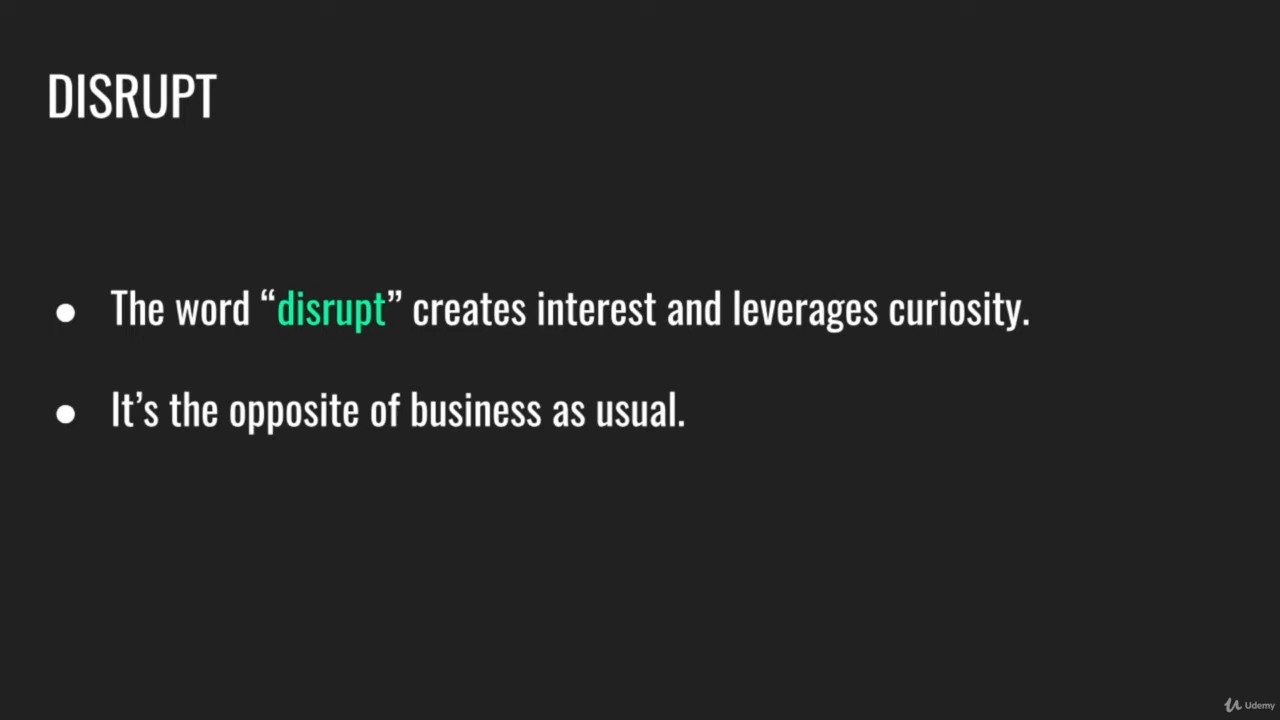 DISRUPT
● The word “disrupt” creates interest and leverages curiosity.
● It’s the opposite of business as usual.
Udemy